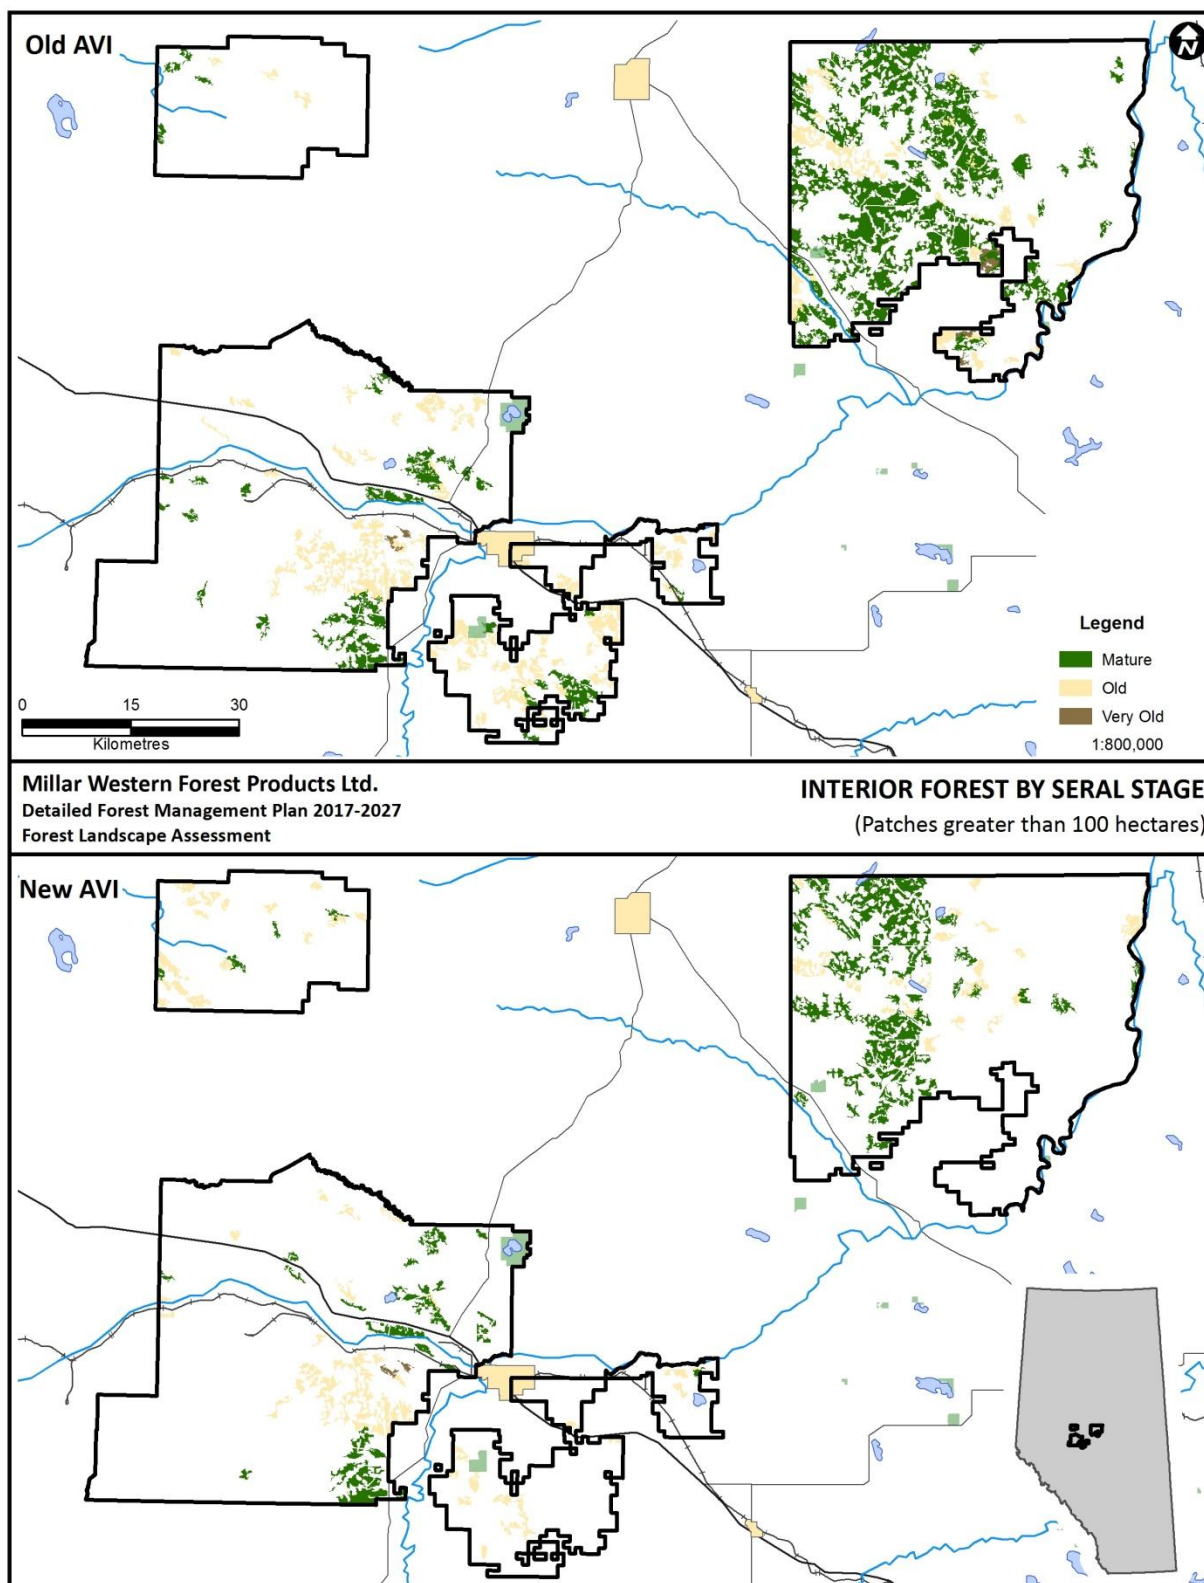 Old AVI
N
Legend
Mature
Old
Very Old
1:800,000
0 15 30
Kilometres
Millar Western Forest Products Ltd.
Detailed Forest Management Plan 2017-2027
Forest Landscape Assessment
INTERIOR FOREST BY SERAL STAGE
(Patches greater than 100 hectares)
New AVI